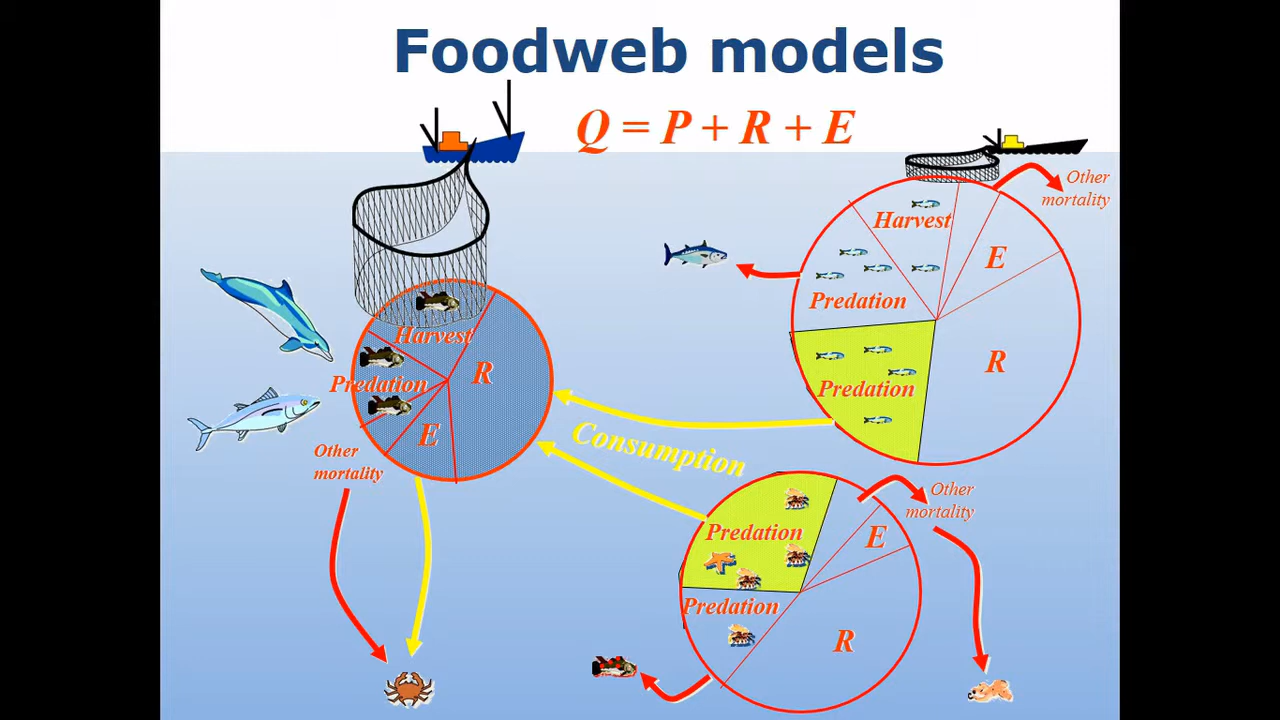 Foodweb models
Q = P + R + E
Other
mortality
Harvest
E
Predation
R
Predation
Harvest
R
Predation
E
Other
mortality
Consumption
Other
mortality
Predation
E
Predation
R